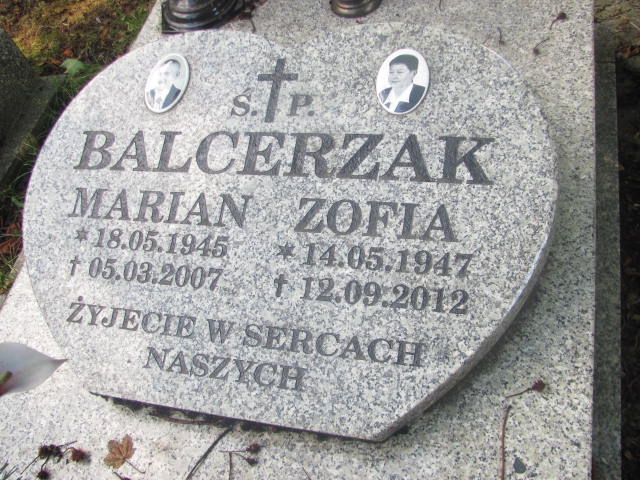 Ś. P.
BALCERZAK
MARIAN ZOFIA
*18.05.1945 *14.05.1947
†05.03.2007 †12.09.2012
ŻYJECIE W SERCACH
NASZYCH